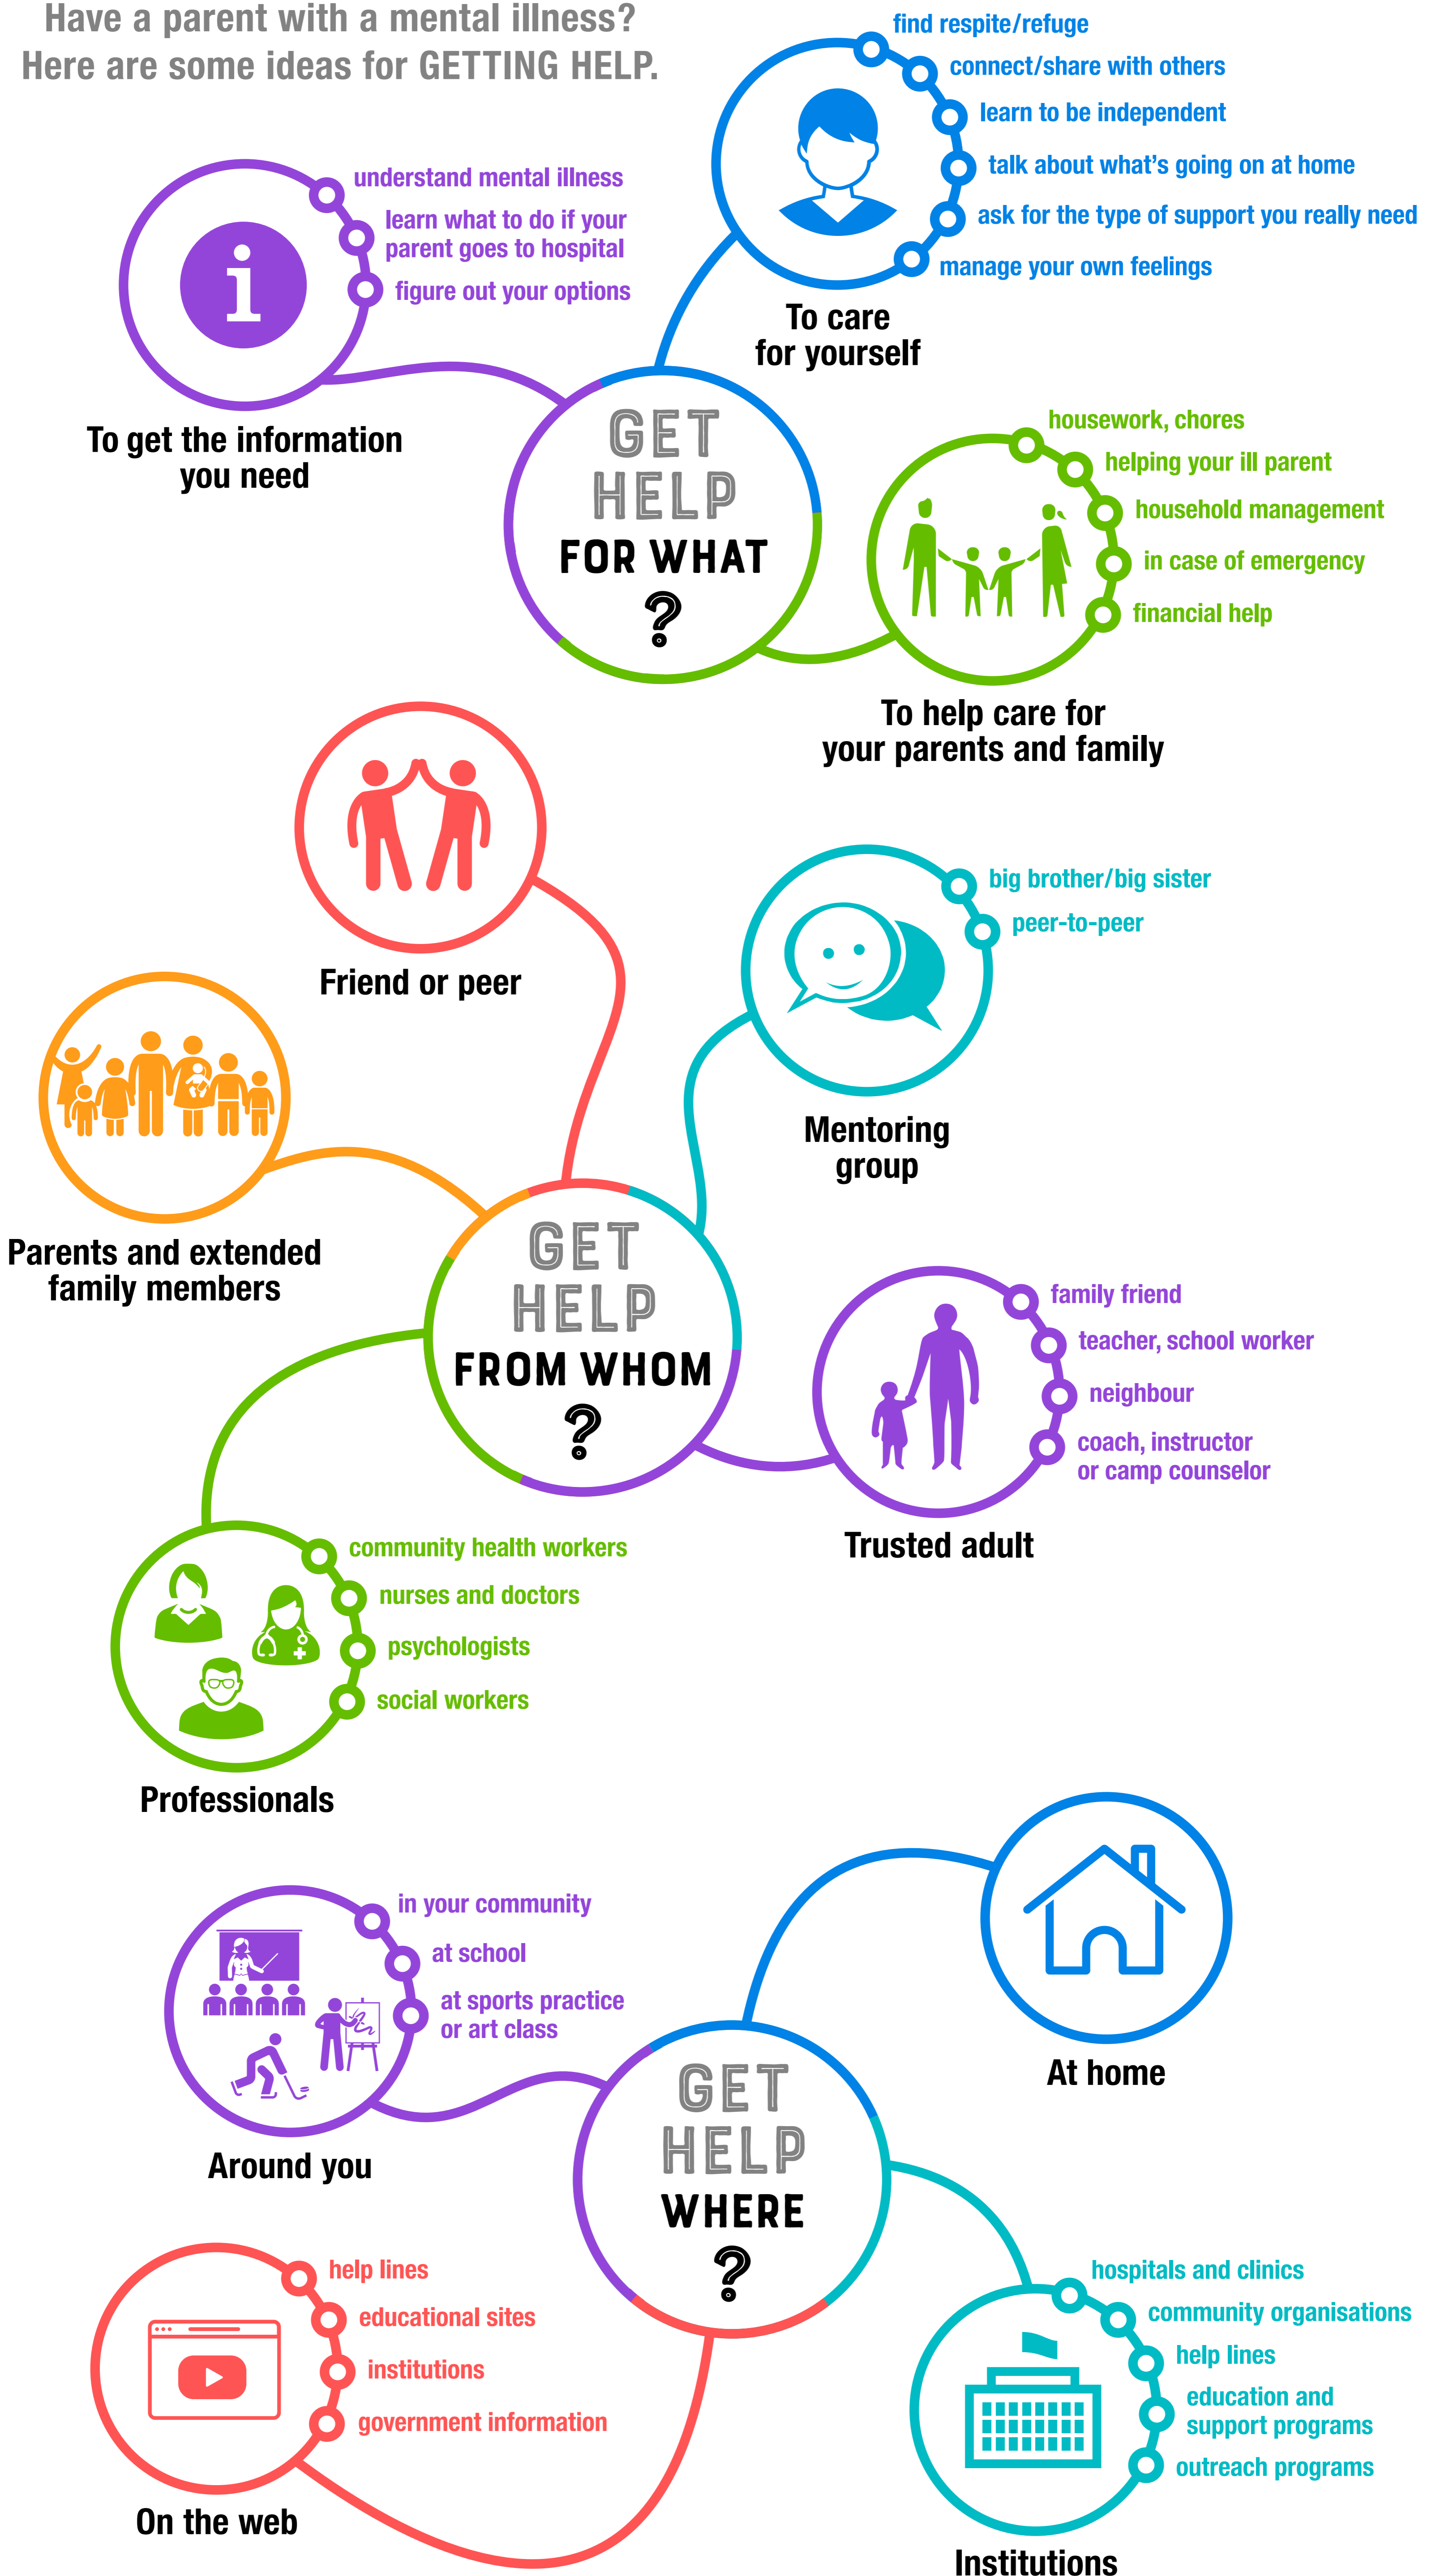 Have a parent with a mental illness?
Here are some ideas for GETTING HELP.
find respite/refuge
connect/share with others
learn to be independent
talk about what's going on at home
ask for the type of support you really need
manage your own feelings
To care
for yourself
understand mental illness
learn what to do if your
parent goes to hospital
figure out your options
i
To get the information
you need
GET
HELP
FOR WHAT
?
housework, chores
helping your ill parent
household management
in case of emergency
financial help
To help care for
your parents and family
Friend or peer
big brother/big sister
peer-to-peer
Mentoring
group
Parents and extended
family members
GET
HELP
FROM WHOM
?
family friend
teacher, school worker
neighbour
coach, instructor
or camp counselor
Trusted adult
community health workers
nurses and doctors
psychologists
social workers
Professionals
At home
in your community
at school
at sports practice
or art class
Around you
GET
HELP
WHERE
?
help lines
educational sites
institutions
government information
On the web
hospitals and clinics
community organisations
help lines
education and
support programs
outreach programs
Institutions